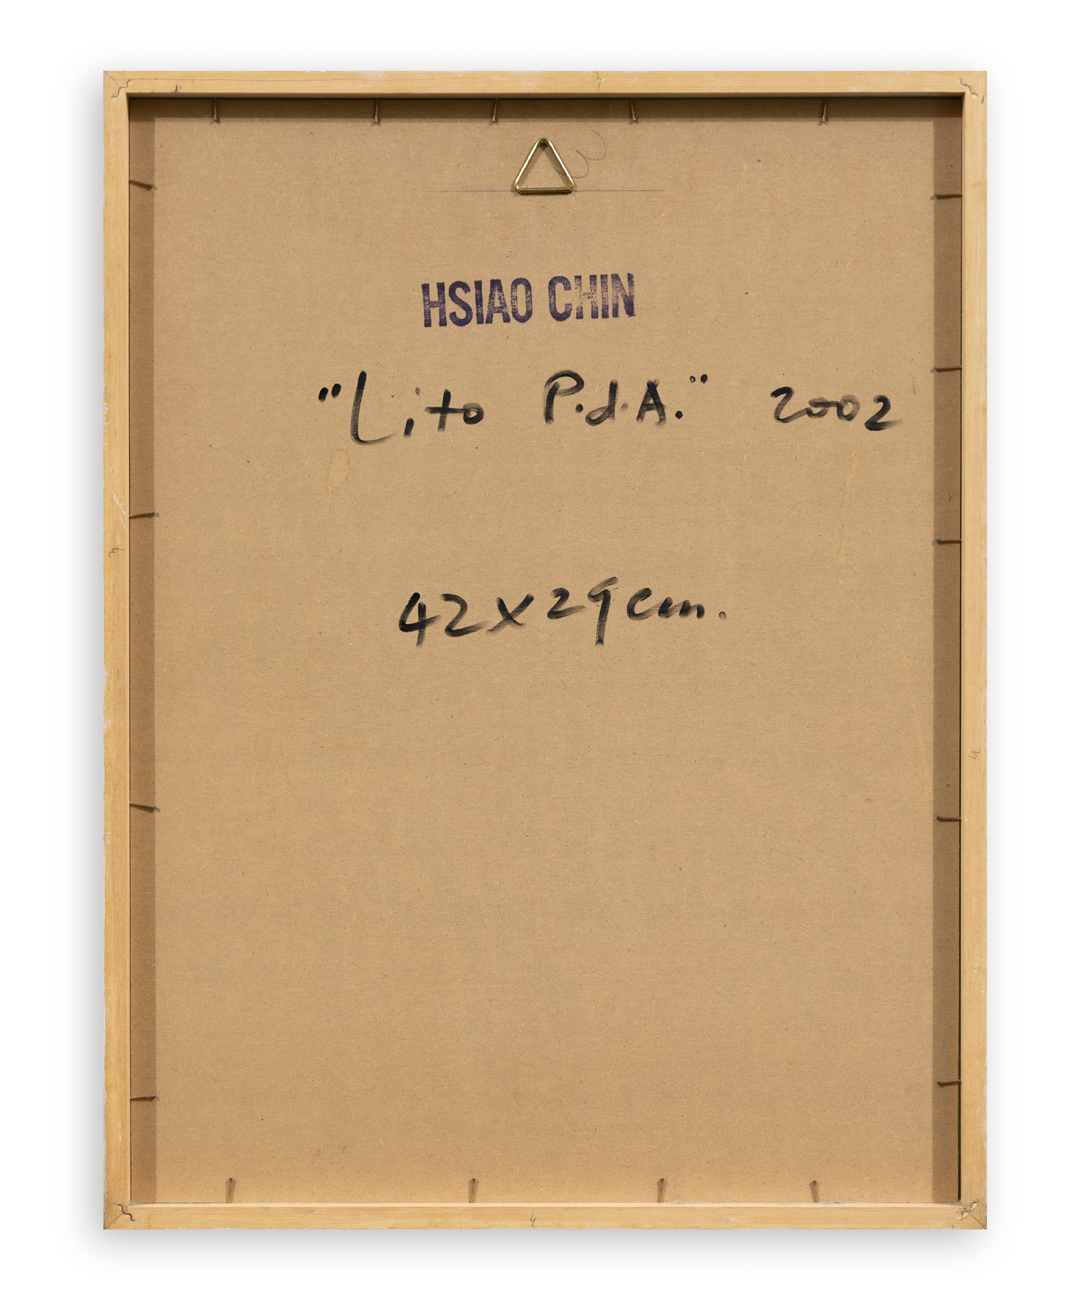 HSIAO CHIN
"Lito P.d.A." 2002
42x29cm.